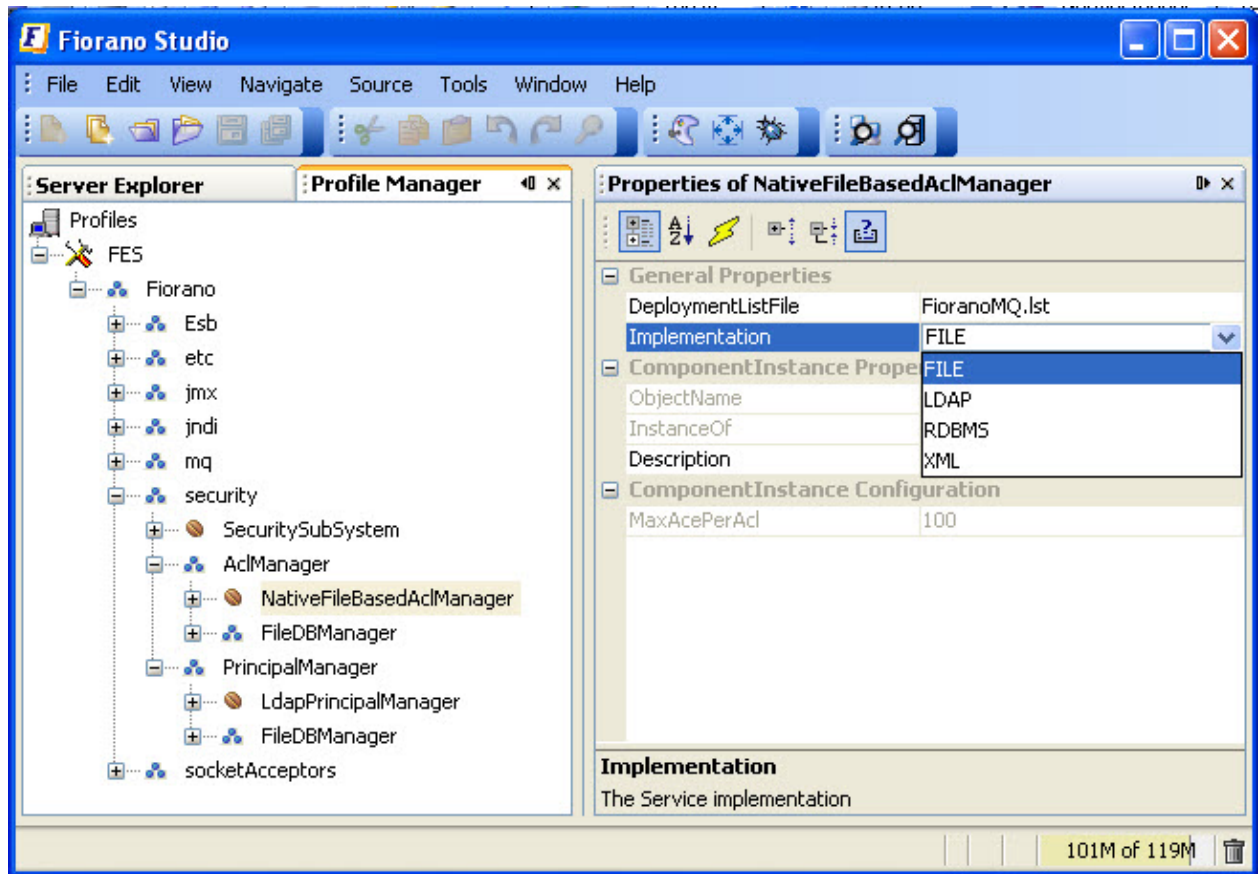 Fiorano Studio
File Edit View Navigate Source Tools Window Help
Server Explorer
Profile Manager
Profiles
FES
Fiorano
Esb
etc
jmx
jndi
mq
security
SecuritySubSystem
AclManager
NativeFileBasedAclManager
FileDBManager
PrincipalManager
LdapPrincipalManager
FileDBManager
socketAcceptors
Properties of NativeFileBasedAclManager
General Properties
DeploymentListFile FioranoMQ.lst
Implementation FILE
ComponentInstance Prope
FILE
ObjectName
LDAP
InstanceOf
RDBMS
Description
XML
ComponentInstance Configuration
MaxAcePerAcl 100
Implementation
The Service implementation
101M of 119M